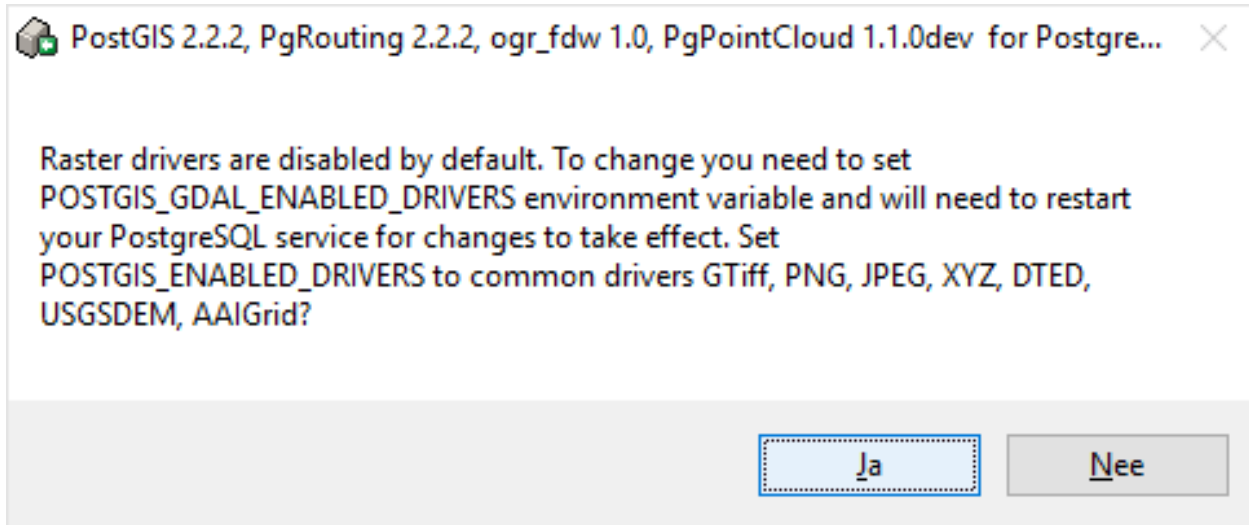 PostGIS 2.2.2, PgRouting 2.2.2, ogr_fdw 1.0, PgPointCloud 1.1.0dev  for Postgre...
Raster drivers are disabled by default. To change you need to set
POSTGIS_GDAL_ENABLED_DRIVERS environment variable and will need to restart
your PostgreSQL service for changes to take effect. Set
POSTGIS_ENABLED_DRIVERS to common drivers GTiff, PNG, JPEG, XYZ, DTED,
USGSDEM, AAIGrid?
Ja
Nee